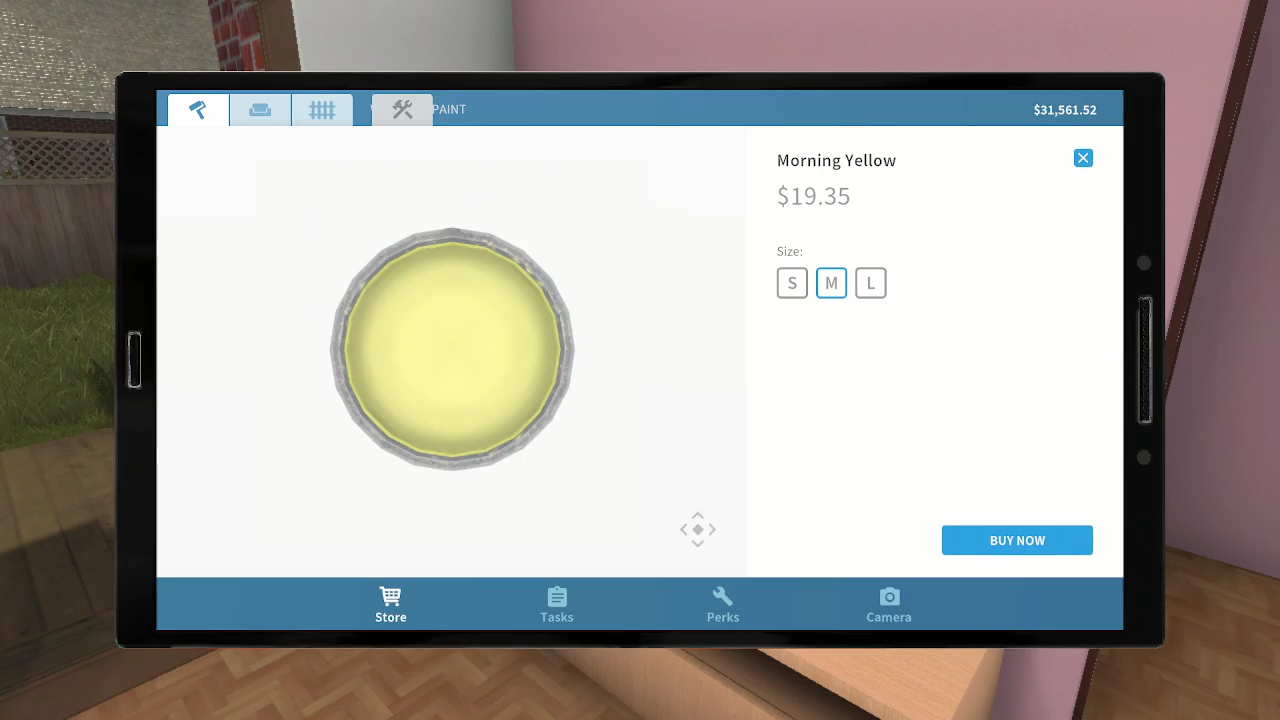 PAINT
$31,561.52
Morning Yellow
$19.35
Size:
S M L
BUY NOW
Store Tasks Perks Camera